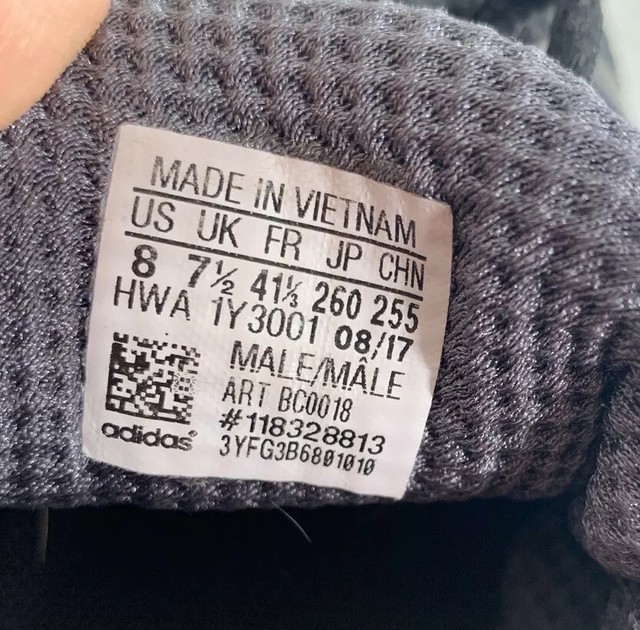 MADE IN VIETNAM
US UK FR JP CHN
8 7½ 41⅓ 260 255
HWA 1Y3001 08/17
MALE/MÂLE
ART BC0018
#118328813
3YFG3B6801010
adidas